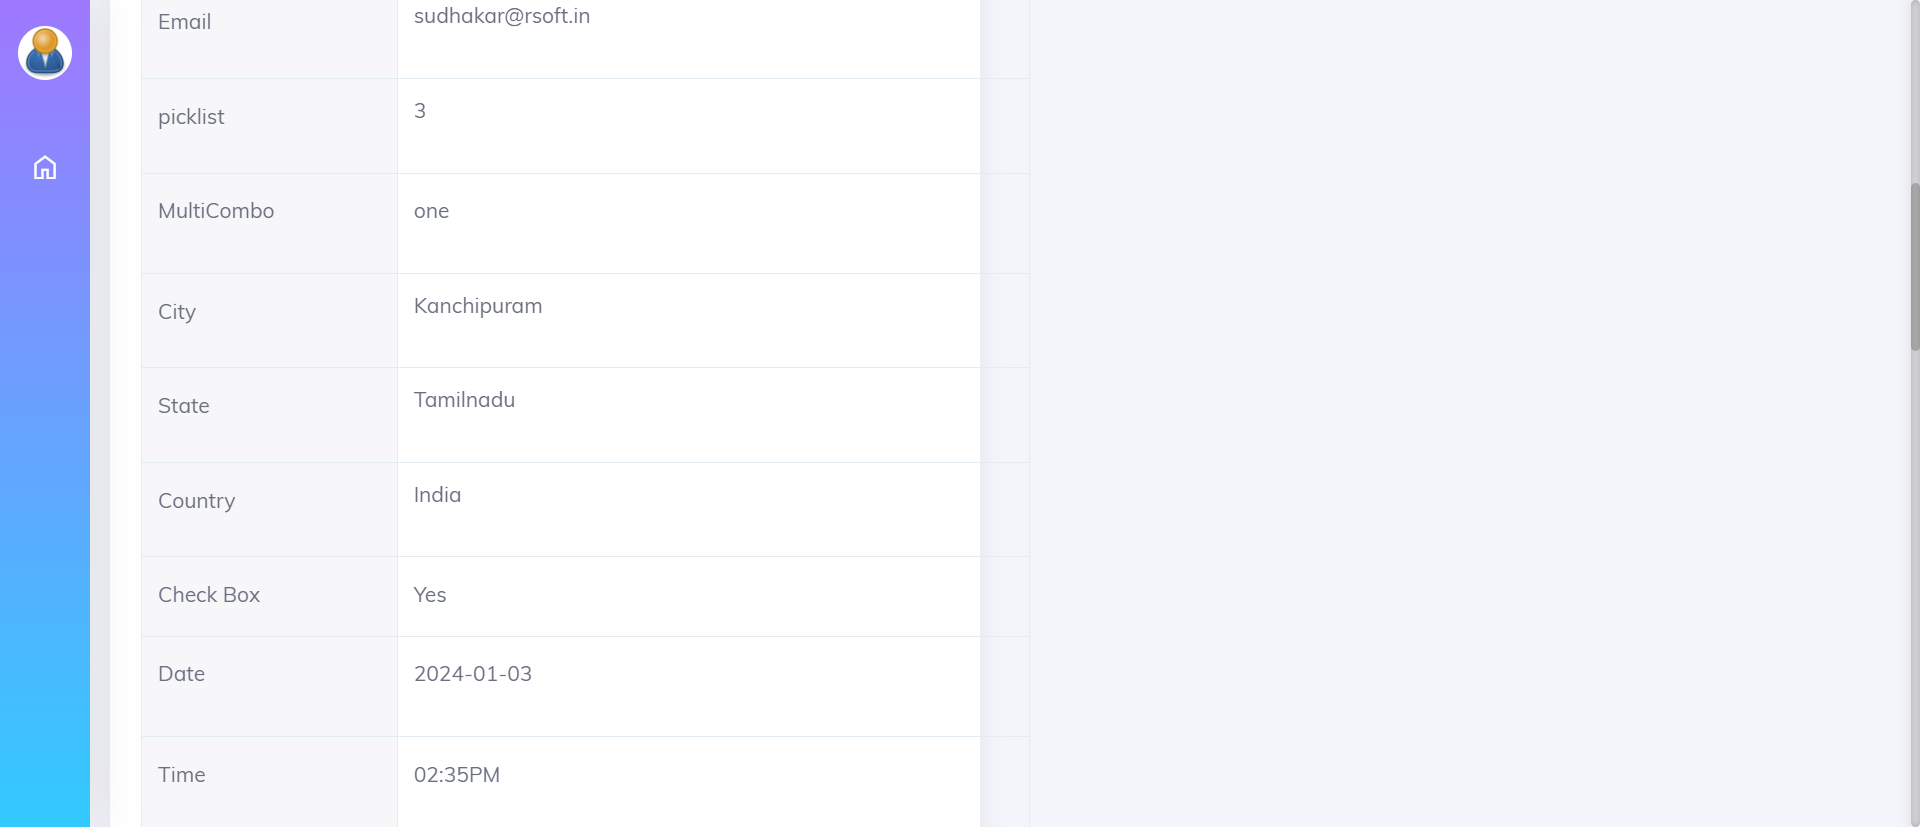 Email sudhakar@rsoft.in
picklist 3
MultiCombo one
City Kanchipuram
State Tamilnadu
Country India
Check Box Yes
Date 2024-01-03
Time 02:35PM